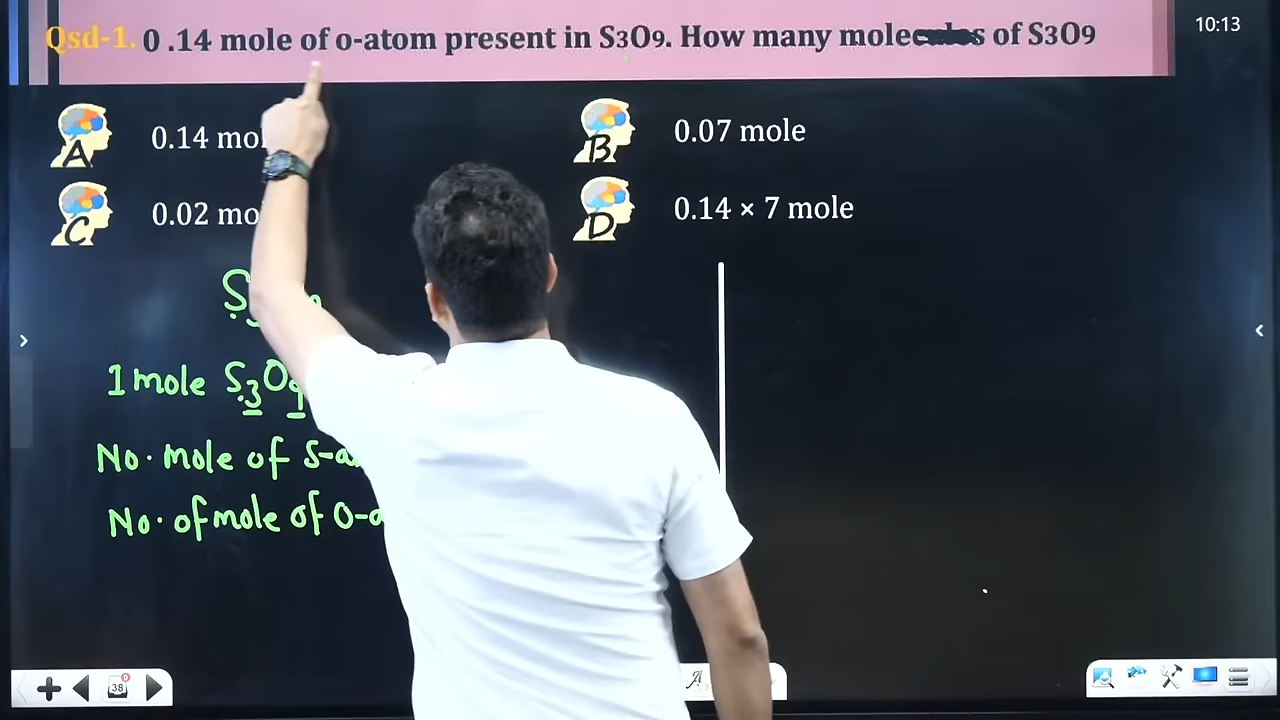 Qsd-1. 0 .14 mole of o-atom present in S3O9. How many moles of S3O9
10:13
A 0.14 mol
B 0.07 mole
C 0.02 mo
D 0.14 × 7 mole
S
1 mole S3O9
No. mole of S-a
No. of mole of O-a
38